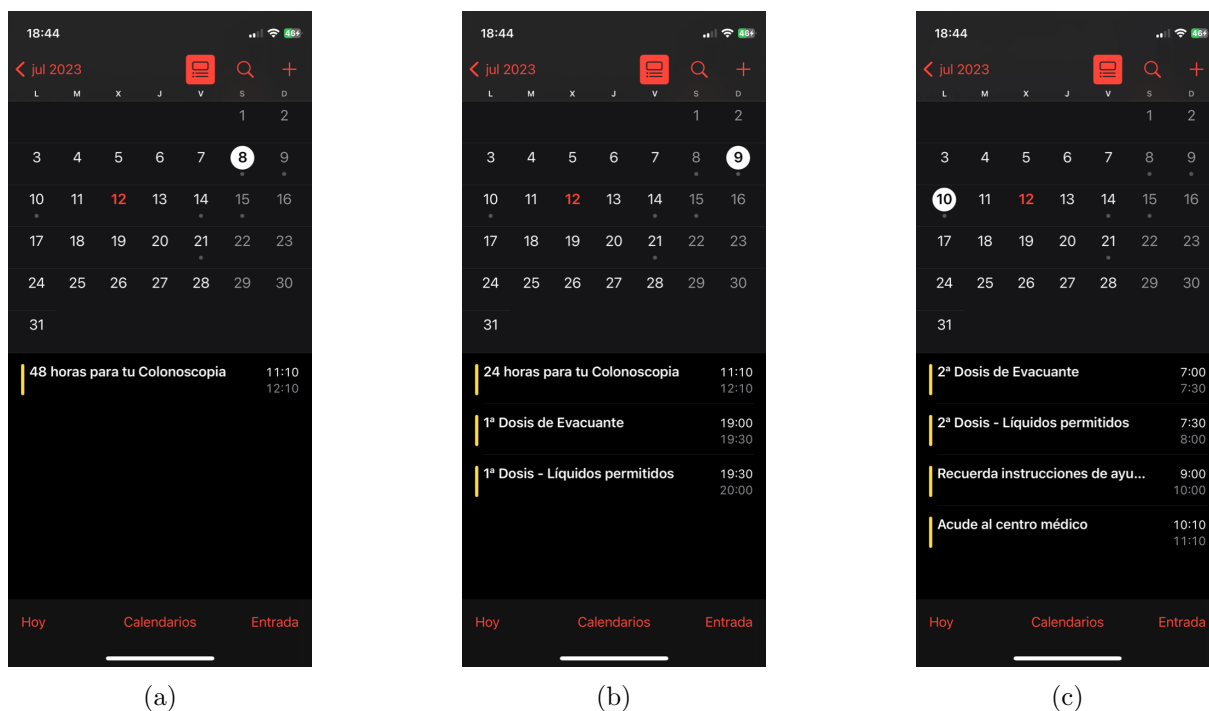 18:44
46
jul 2023
L M X J V S D
1 2
3 4 5 6 7 8 9
10 11 12 13 14 15 16
17 18 19 20 21 22 23
24 25 26 27 28 29 30
31
48 horas para tu Colonoscopia 11:10
12:10
Hoy Calendarios Entrada
(a)
18:44
46
jul 2023
L M X J V S D
1 2
3 4 5 6 7 8 9
10 11 12 13 14 15 16
17 18 19 20 21 22 23
24 25 26 27 28 29 30
31
24 horas para tu Colonoscopia 11:10
12:10
1ª Dosis de Evacuante 19:00
19:30
1ª Dosis - Líquidos permitidos 19:30
20:00
Hoy Calendarios Entrada
(b)
18:44
46
jul 2023
L M X J V S D
1 2
3 4 5 6 7 8 9
10 11 12 13 14 15 16
17 18 19 20 21 22 23
24 25 26 27 28 29 30
31
2ª Dosis de Evacuante 7:00
7:30
2ª Dosis - Líquidos permitidos 7:30
8:00
Recuerda instrucciones de ayu... 9:00
10:00
Acude al centro médico 10:10
11:10
Hoy Calendarios Entrada
(c)